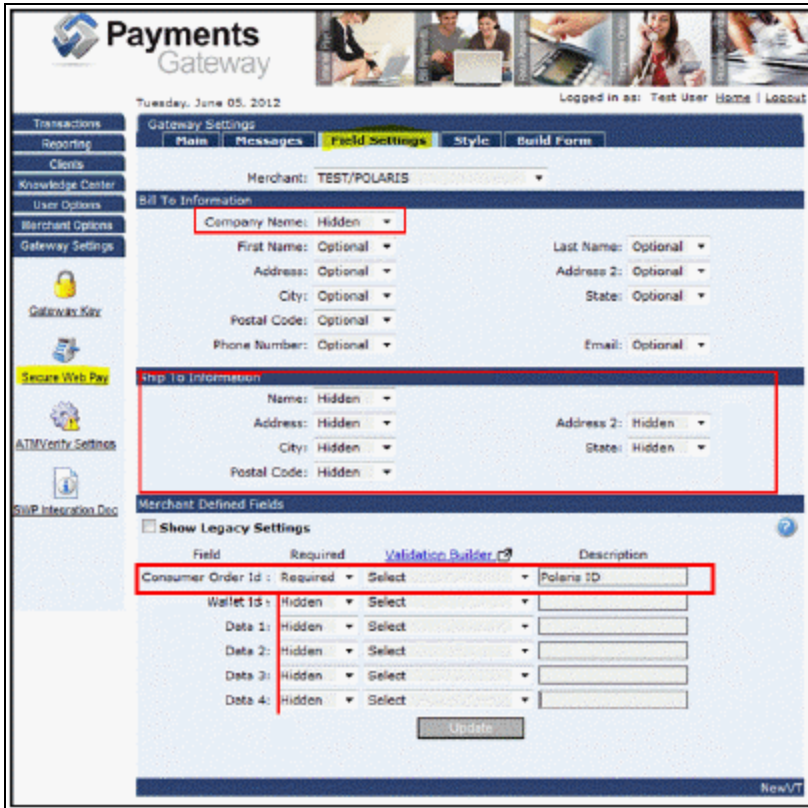 Payments
Gateway
Tuesday, June 05, 2012
Logged in as: Test User Home | Logout
Transactions
Reporting
Clients
Knowledge Center
User Options
Merchant Options
Gateway Settings
Gateway Key
Secure Web Pay
ATMVerify Settings
SWP Integration Doc
Gateway Settings
Main Messages Field Settings Style Build Form
Merchant: TEST/POLARIS
Bill To Information
Company Name: Hidden
First Name: Optional Last Name: Optional
Address: Optional Address 2: Optional
City: Optional State: Optional
Postal Code: Optional
Phone Number: Optional Email: Optional
Ship To Information
Name: Hidden
Address: Hidden Address 2: Hidden
City: Hidden State: Hidden
Postal Code: Hidden
Merchant Defined Fields
Show Legacy Settings
Field Required Validation Builder Description
Consumer Order Id : Required Select Polaris ID
Wallet Id : Hidden Select
Data 1: Hidden Select
Data 2: Hidden Select
Data 3: Hidden Select
Data 4: Hidden Select
Update
NewVT